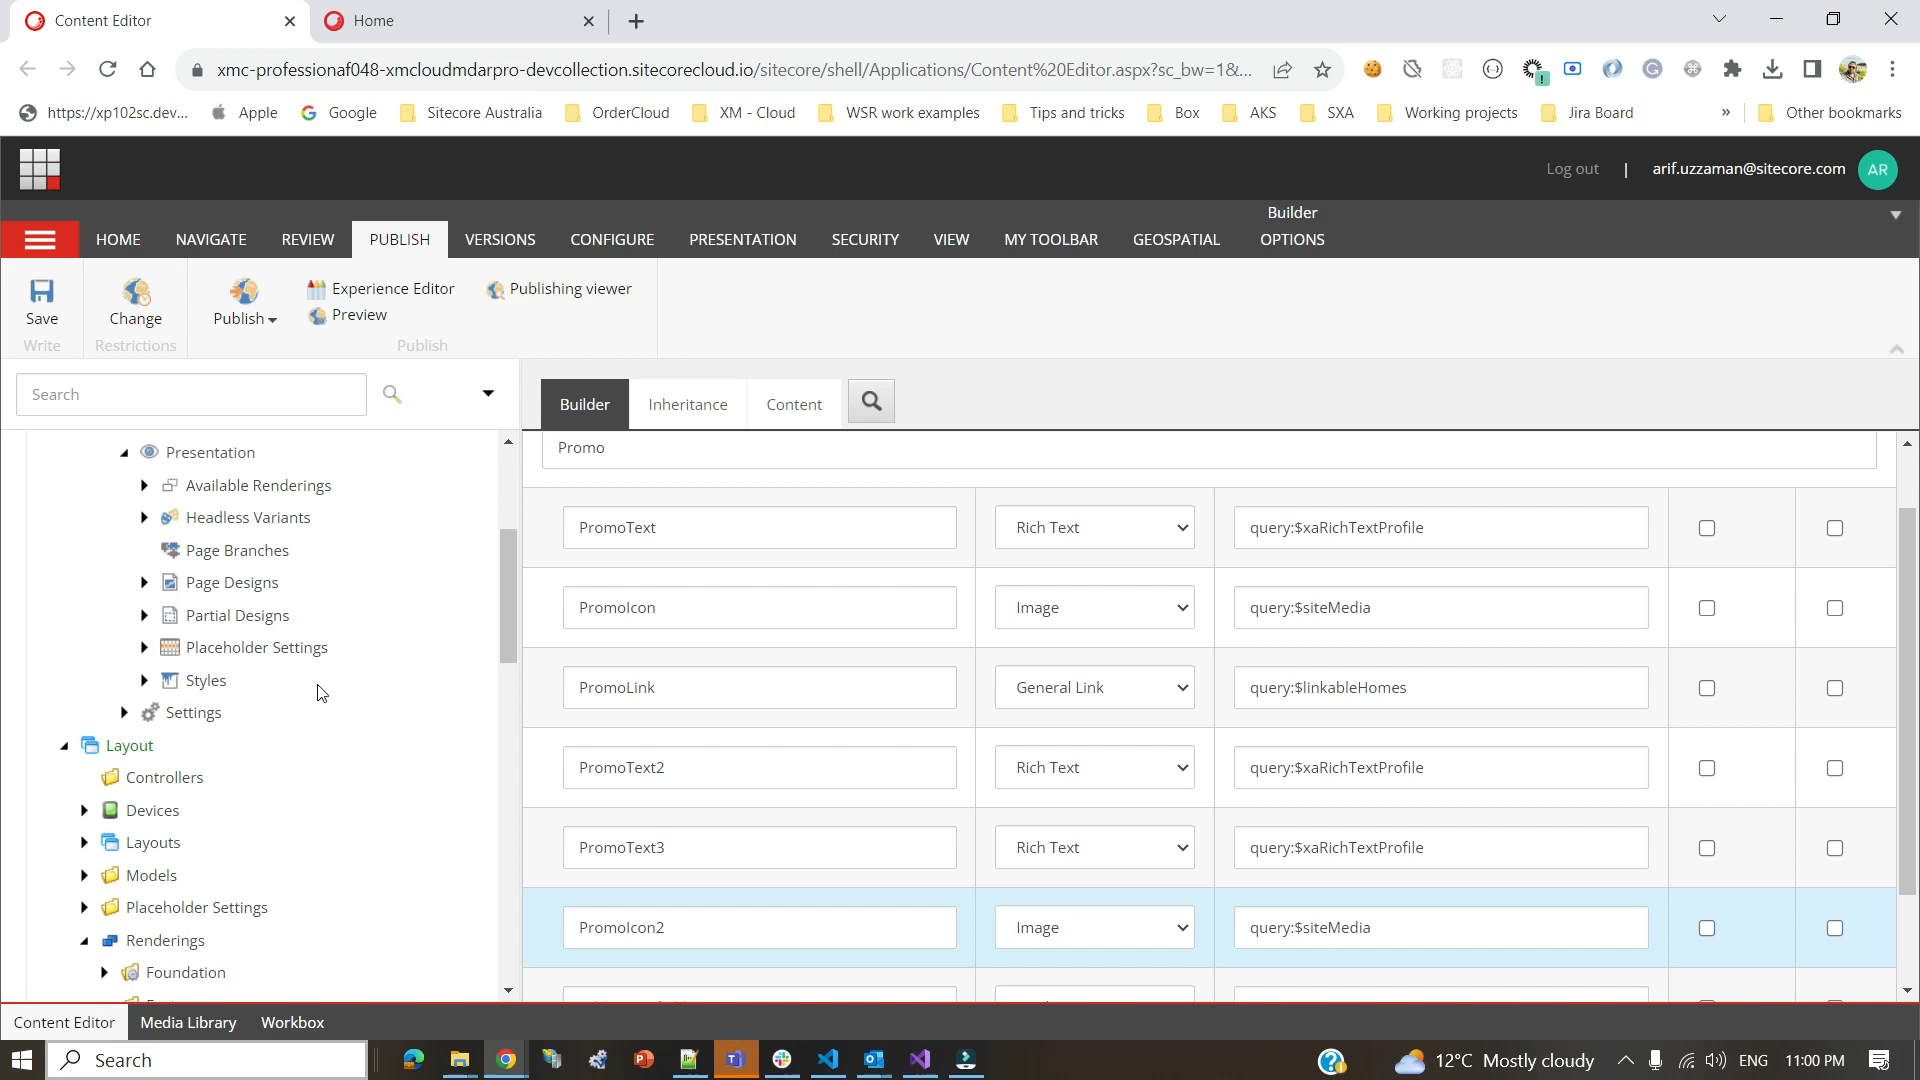 Content Editor
Home
xmc-professionaf048-xmcloudmdarpro-devcollection.sitecorecloud.io/sitecore/shell/Applications/Content%20Editor.aspx?sc_bw=1&...
https://xp102sc.dev...
Apple
Google
Sitecore Australia
OrderCloud
XM - Cloud
WSR work examples
Tips and tricks
Box
AKS
SXA
Working projects
Jira Board
»
Other bookmarks
Log out | arif.uzzaman@sitecore.com AR
Builder
HOME NAVIGATE REVIEW PUBLISH VERSIONS CONFIGURE PRESENTATION SECURITY VIEW MY TOOLBAR GEOSPATIAL OPTIONS
Save
Write
Change
Restrictions
Publish
Experience Editor
Preview
Publishing viewer
Publish
Search
Builder Inheritance Content
Presentation
Available Renderings
Headless Variants
Page Branches
Page Designs
Partial Designs
Placeholder Settings
Styles
Settings
Layout
Controllers
Devices
Layouts
Models
Placeholder Settings
Renderings
Foundation
Promo
PromoText Rich Text query:$xaRichTextProfile
PromoIcon Image query:$siteMedia
PromoLink General Link query:$linkableHomes
PromoText2 Rich Text query:$xaRichTextProfile
PromoText3 Rich Text query:$xaRichTextProfile
PromoIcon2 Image query:$siteMedia
Content Editor Media Library Workbox
Search
12°C Mostly cloudy
ENG
11:00 PM